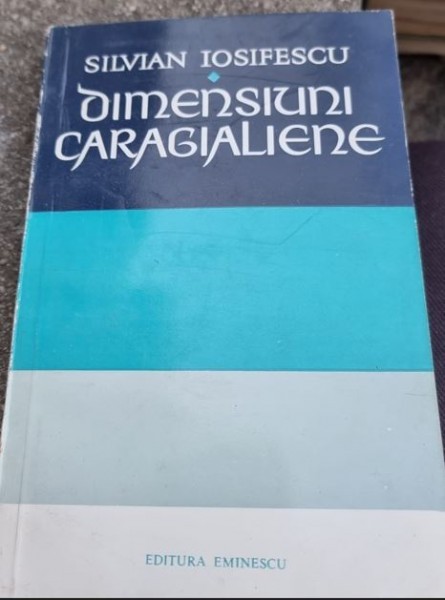 SILVIAN IOSIFESCU
DIMENSIUNI
CARAGIALIENE
EDITURA EMINESCU